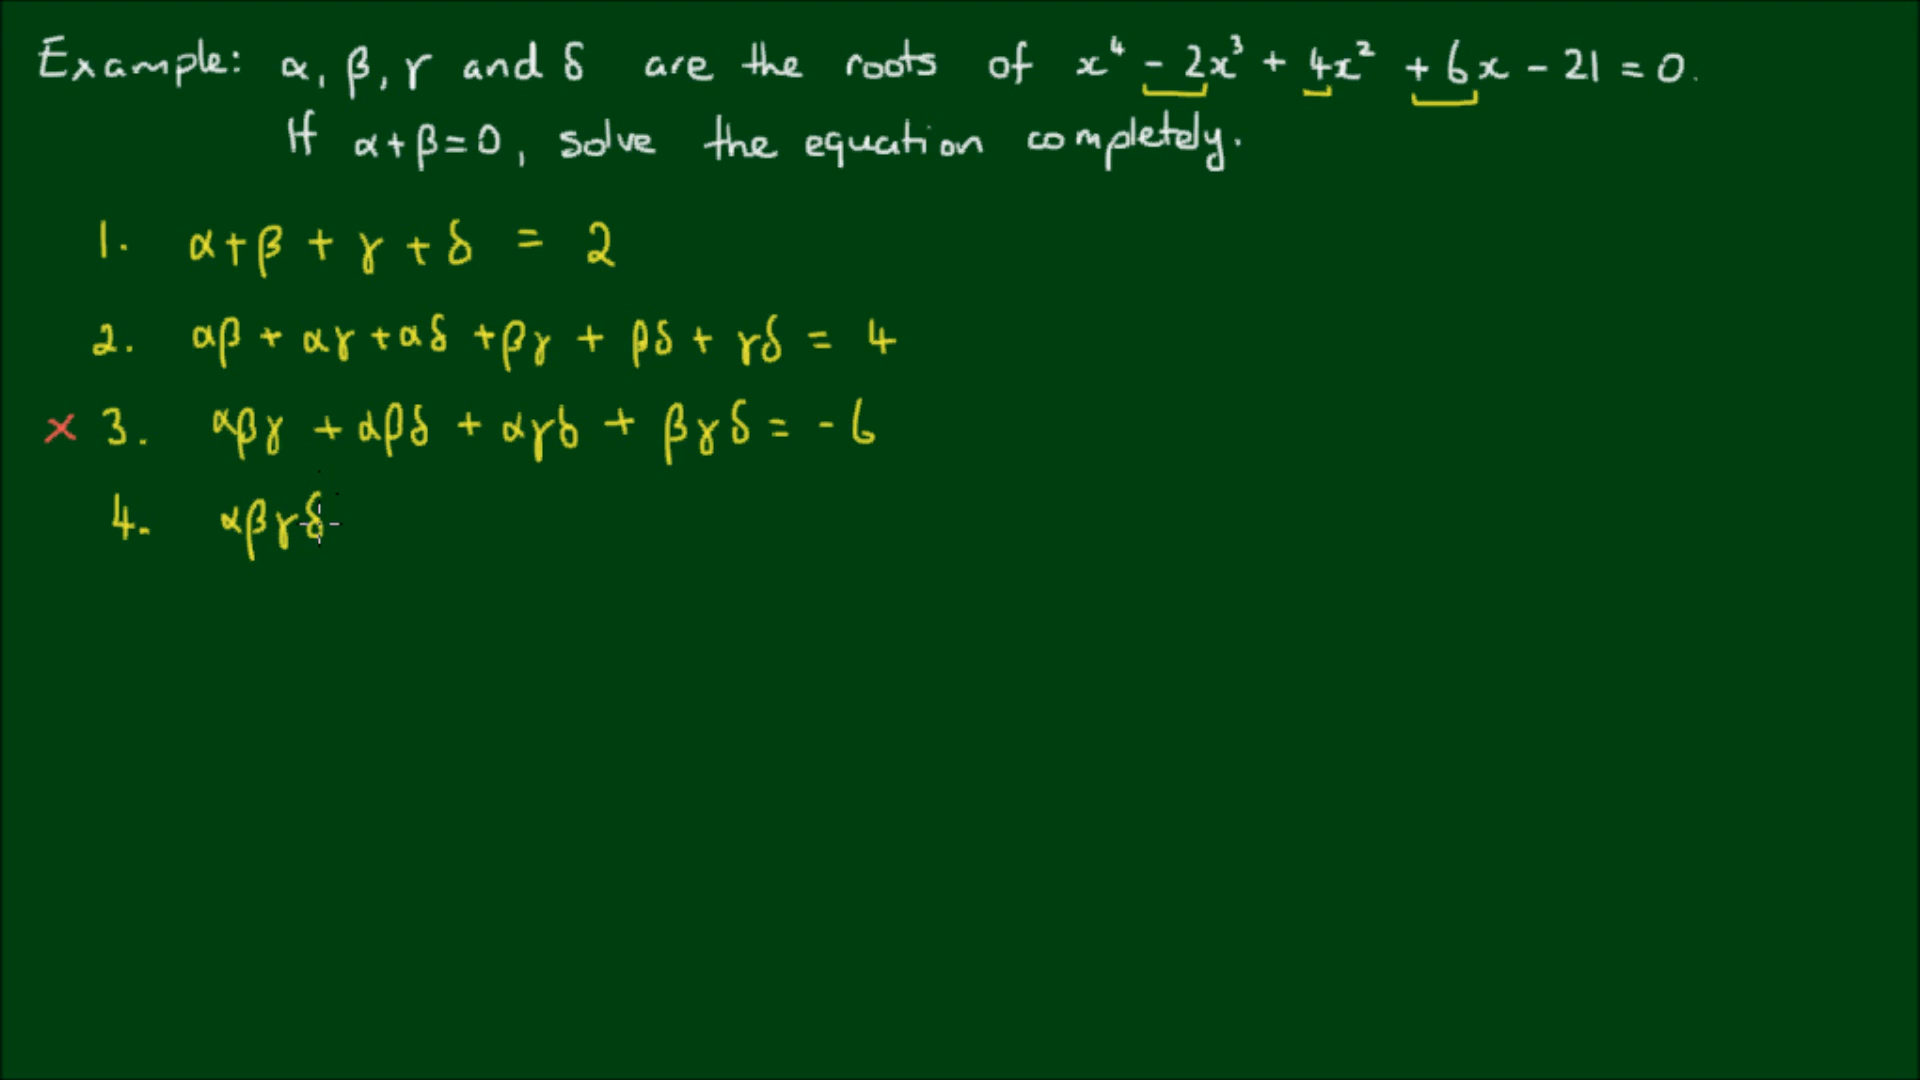 Example: α, β, γ and δ are the roots of x⁴ - 2x³ + 4x² + 6x - 21 = 0.
If α+β=0, solve the equation completely.
1. α+β + γ + δ = 2
2. αβ + αγ + αδ + βγ + βδ + γδ = 4
× 3. αβγ + αβδ + αγδ + βγδ = - 6
4. αβγδ